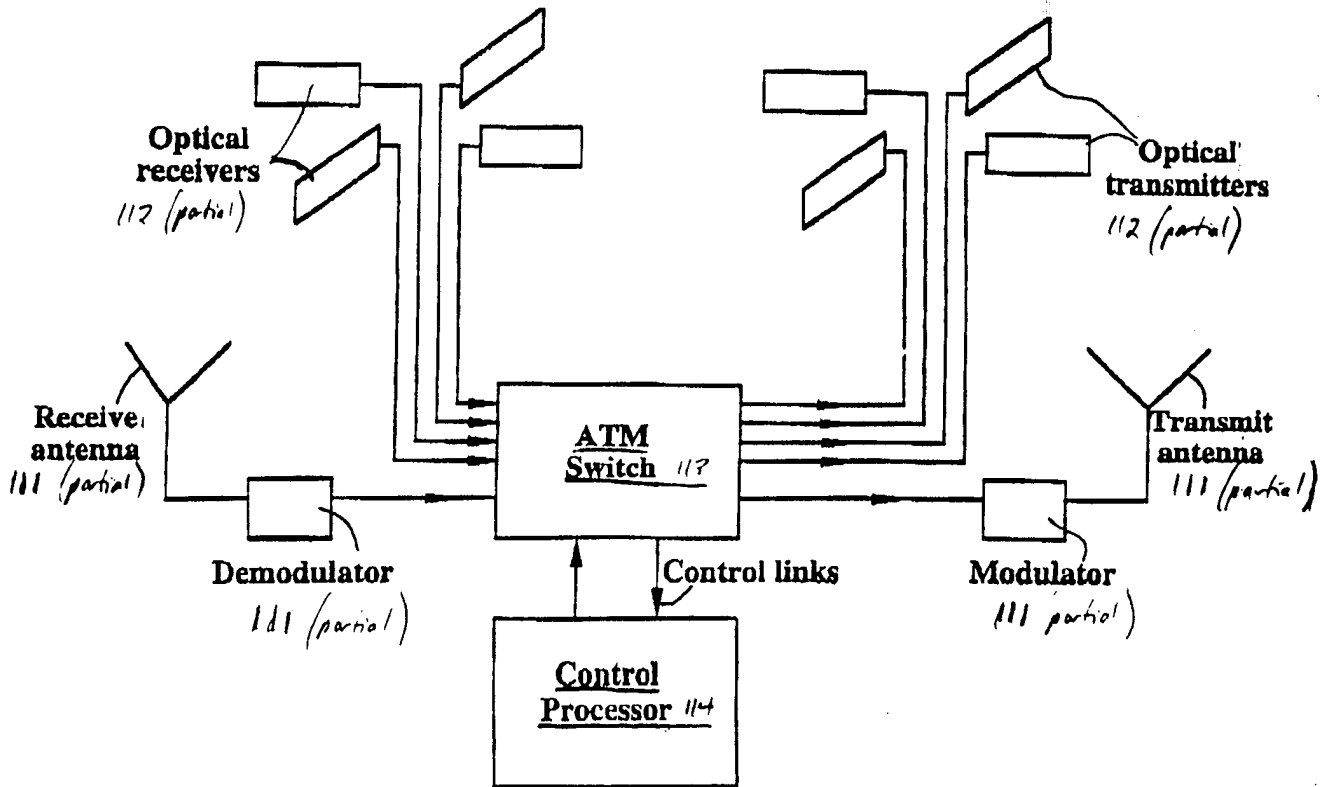 Optical
receivers
112 (partial)
Optical
transmitters
112 (partial)
Receive
antenna
111 (partial)
ATM
Switch 113
Transmit
antenna
111 (partial)
Demodulator
111 (partial)
Control links
Modulator
111 partial)
Control
Processor 114